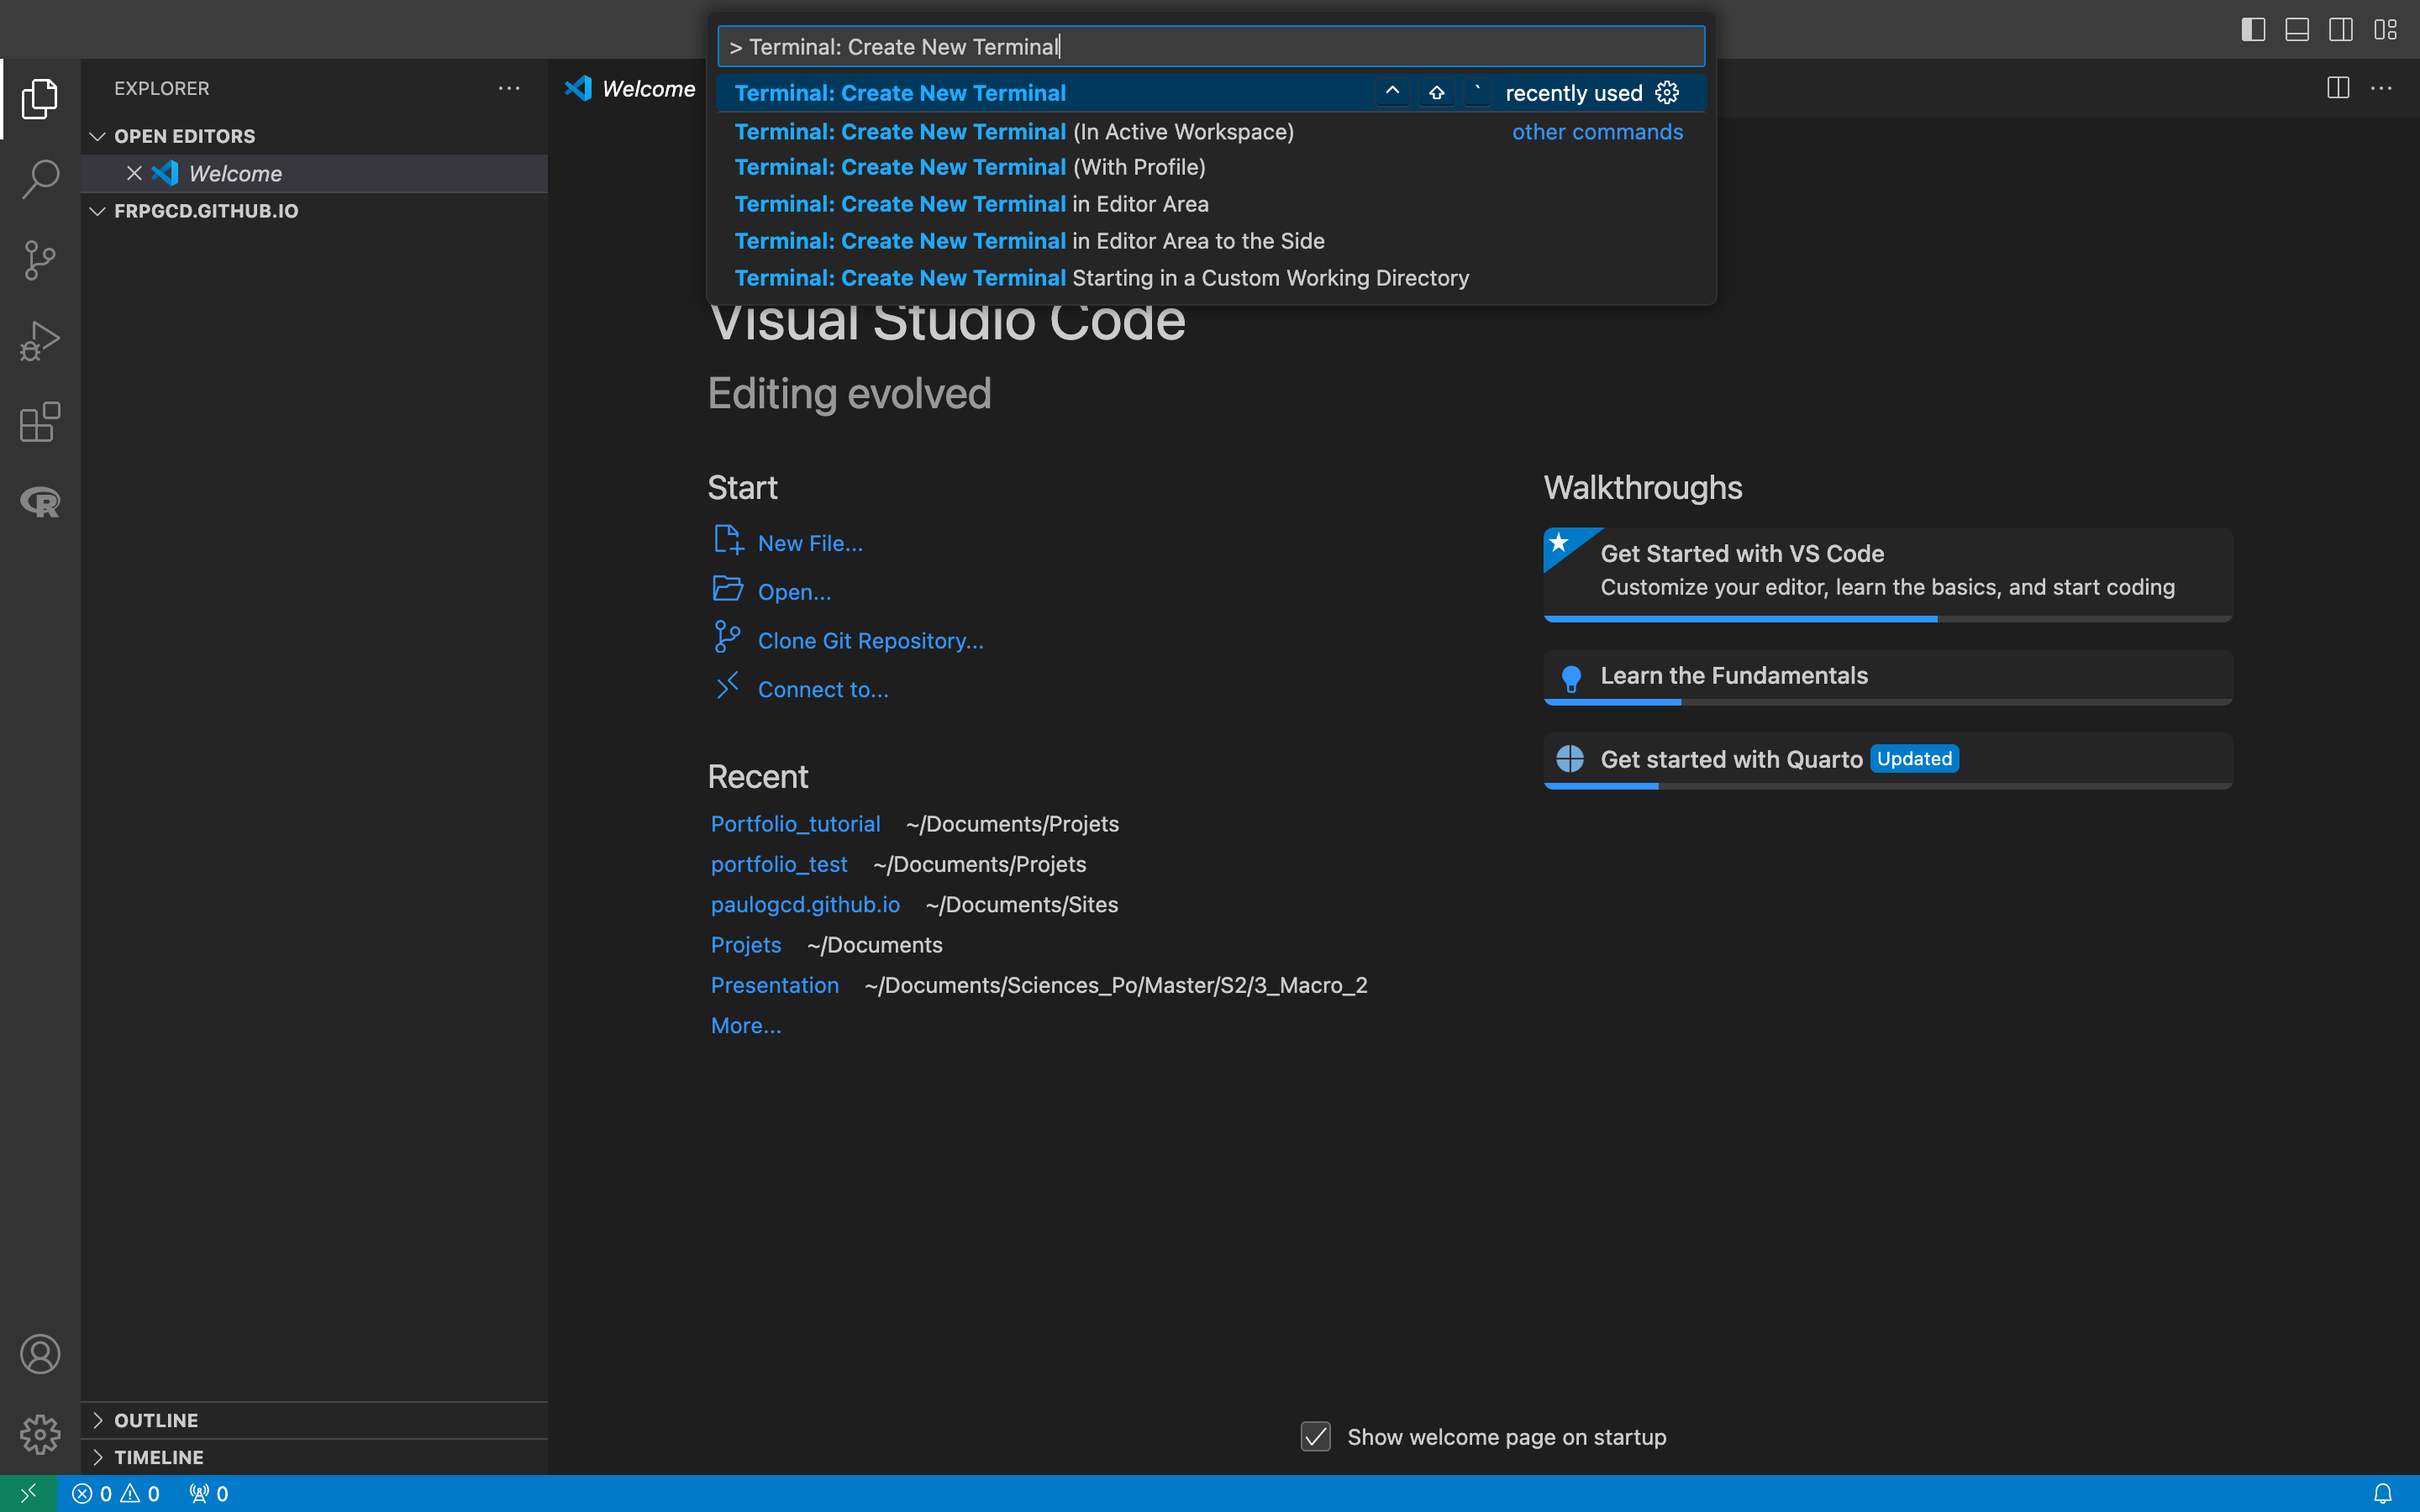 > Terminal: Create New Terminal
EXPLORER
Welcome
Terminal: Create New Terminal ^ ⇧ ` recently used
Terminal: Create New Terminal (In Active Workspace) other commands
Terminal: Create New Terminal (With Profile)
Terminal: Create New Terminal in Editor Area
Terminal: Create New Terminal in Editor Area to the Side
Terminal: Create New Terminal Starting in a Custom Working Directory
OPEN EDITORS
Welcome
FRPGCD.GITHUB.IO
Visual Studio Code
Editing evolved
Start
New File...
Open...
Clone Git Repository...
Connect to...
Recent
Portfolio_tutorial ~/Documents/Projets
portfolio_test ~/Documents/Projets
paulogcd.github.io ~/Documents/Sites
Projets ~/Documents
Presentation ~/Documents/Sciences_Po/Master/S2/3_Macro_2
More...
Walkthroughs
Get Started with VS Code
Customize your editor, learn the basics, and start coding
Learn the Fundamentals
Get started with Quarto Updated
Show welcome page on startup
OUTLINE
TIMELINE
0 0 0